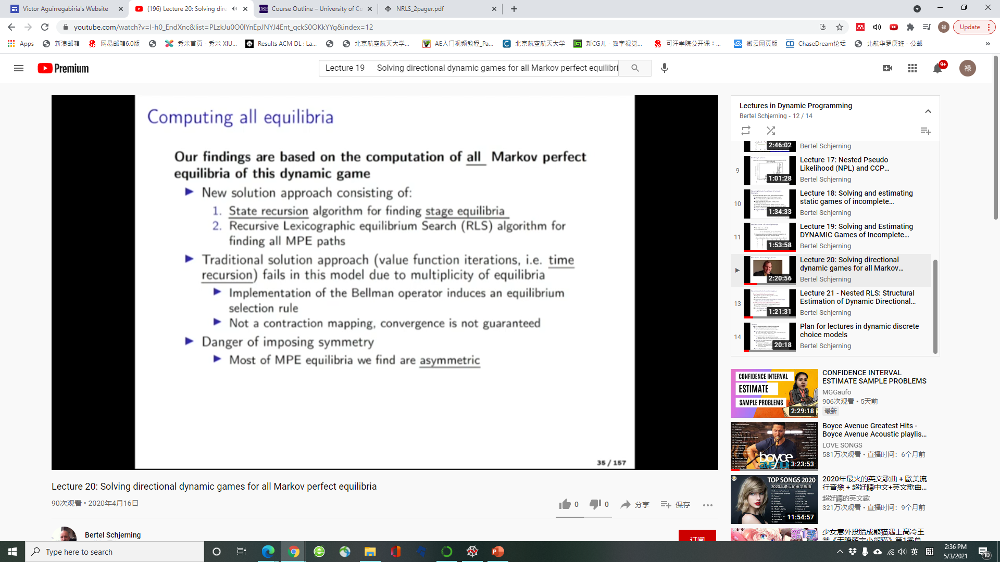 Victor Aguirregabiria's Website
(196) Lecture 20: Solving dire
Course Outline – University of Co
NRLS_2pager.pdf
youtube.com/watch?v=I-h0_EndXnc&list=PLzkJu0O0IYnEpJNYJ4Ent_qckS0OKkYYg&index=12
Update
Apps
新浪邮箱
网易邮箱6.0版
秀米首页 - 秀米 XIU...
Results ACM DL : La...
北京航空航天大学...
AE入门视频教程_Pa...
北京航空航天大学
新CG儿 - 数字视觉...
可汗学院公开课：...
微云网页版
ChaseDream论坛
北航华罗庚班 - 公邮
Premium
Lecture 19 Solving directional dynamic games for all Markov perfect equilibri
9+
禄
Computing all equilibria
Our findings are based on the computation of all Markov perfect
equilibria of this dynamic game
New solution approach consisting of:
1. State recursion algorithm for finding stage equilibria
2. Recursive Lexicographic equilibrium Search (RLS) algorithm for
finding all MPE paths
Traditional solution approach (value function iterations, i.e. time
recursion) fails in this model due to multiplicity of equilibria
Implementation of the Bellman operator induces an equilibrium
selection rule
Not a contraction mapping, convergence is not guaranteed
Danger of imposing symmetry
Most of MPE equilibria we find are asymmetric
35 / 157
Lecture 20: Solving directional dynamic games for all Markov perfect equilibria
90次观看 • 2020年4月16日
0
0
分享
保存
Bertel Schjerning
订阅
Lectures in Dynamic Programming
Bertel Schjerning - 12 / 14
2:46:02
Bertel Schjerning
9
1:01:28
Lecture 17: Nested Pseudo
Likelihood (NPL) and CCP...
Bertel Schjerning
10
1:34:33
Lecture 18: Solving and estimating
static games of incomplete...
Bertel Schjerning
11
1:53:58
Lecture 19: Solving and Estimating
DYNAMIC Games of Incomplete...
Bertel Schjerning
2:20:56
Lecture 20: Solving directional
dynamic games for all Markov...
Bertel Schjerning
13
1:21:31
Lecture 21 - Nested RLS: Structural
Estimation of Dynamic Directional...
Bertel Schjerning
14
20:18
Plan for lectures in dynamic discrete
choice models
Bertel Schjerning
CONFIDENCE INTERVAL
ESTIMATE
SAMPLE PROBLEMS
2:29:18
CONFIDENCE INTERVAL
ESTIMATE SAMPLE PROBLEMS
MGGaufo
906次观看 • 5天前
最新
boyce
avenue
3:23:53
Boyce Avenue Greatest Hits -
Boyce Avenue Acoustic playlis...
LOVE SONGS
581万次观看 • 直播时间：6个月前
TOP SONGS 2020
2020年最火的英文歌曲
11:54:57
2020年最火的英文歌曲 + 歐美流
行音樂 + 超好聽中文+英文歌曲...
超好聽的英文歌
321万次观看 • 直播时间：9个月前
第1季
少女意外投胎成熊猫遇上高冷王
Type here to search
英
拼
2:36 PM
5/3/2021
10